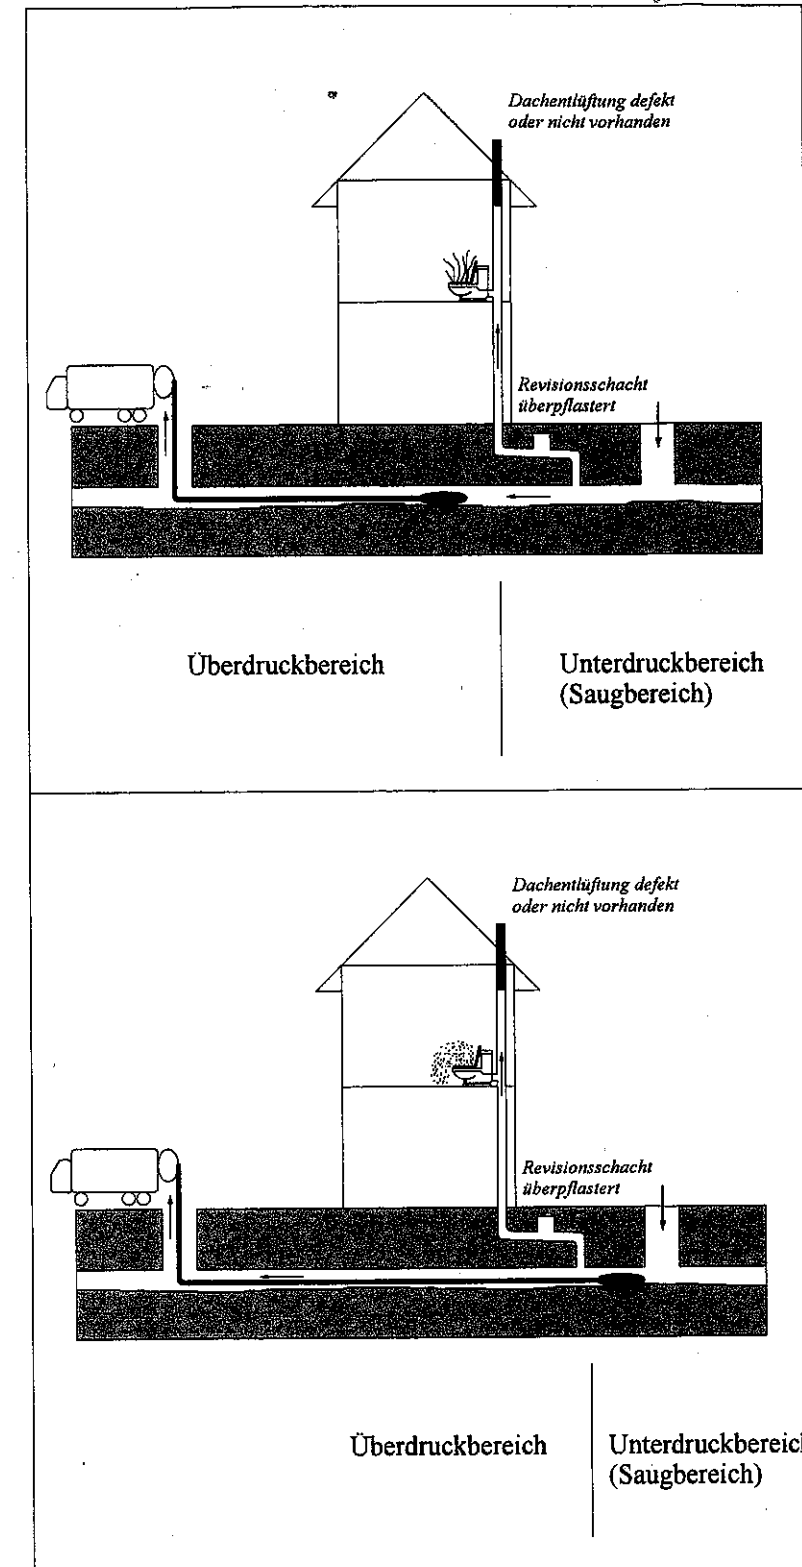 Dachentlüftung defekt
oder nicht vorhanden
Revisionsschacht
überpflastert
Überdruckbereich
Unterdruckbereich
(Saugbereich)
Dachentlüftung defekt
oder nicht vorhanden
Revisionsschacht
überpflastert
Überdruckbereich
Unterdruckbereich
(Saugbereich)